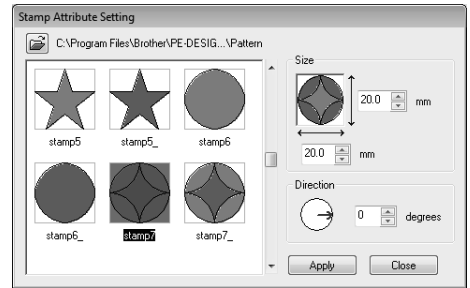 Stamp Attribute Setting
C:\Program Files\Brother\PE-DESIG...\Pattern
stamp5 stamp5_ stamp6
stamp6_ stamp7 stamp7_
Size
20.0 mm
20.0 mm
Direction
0 degrees
Apply Close